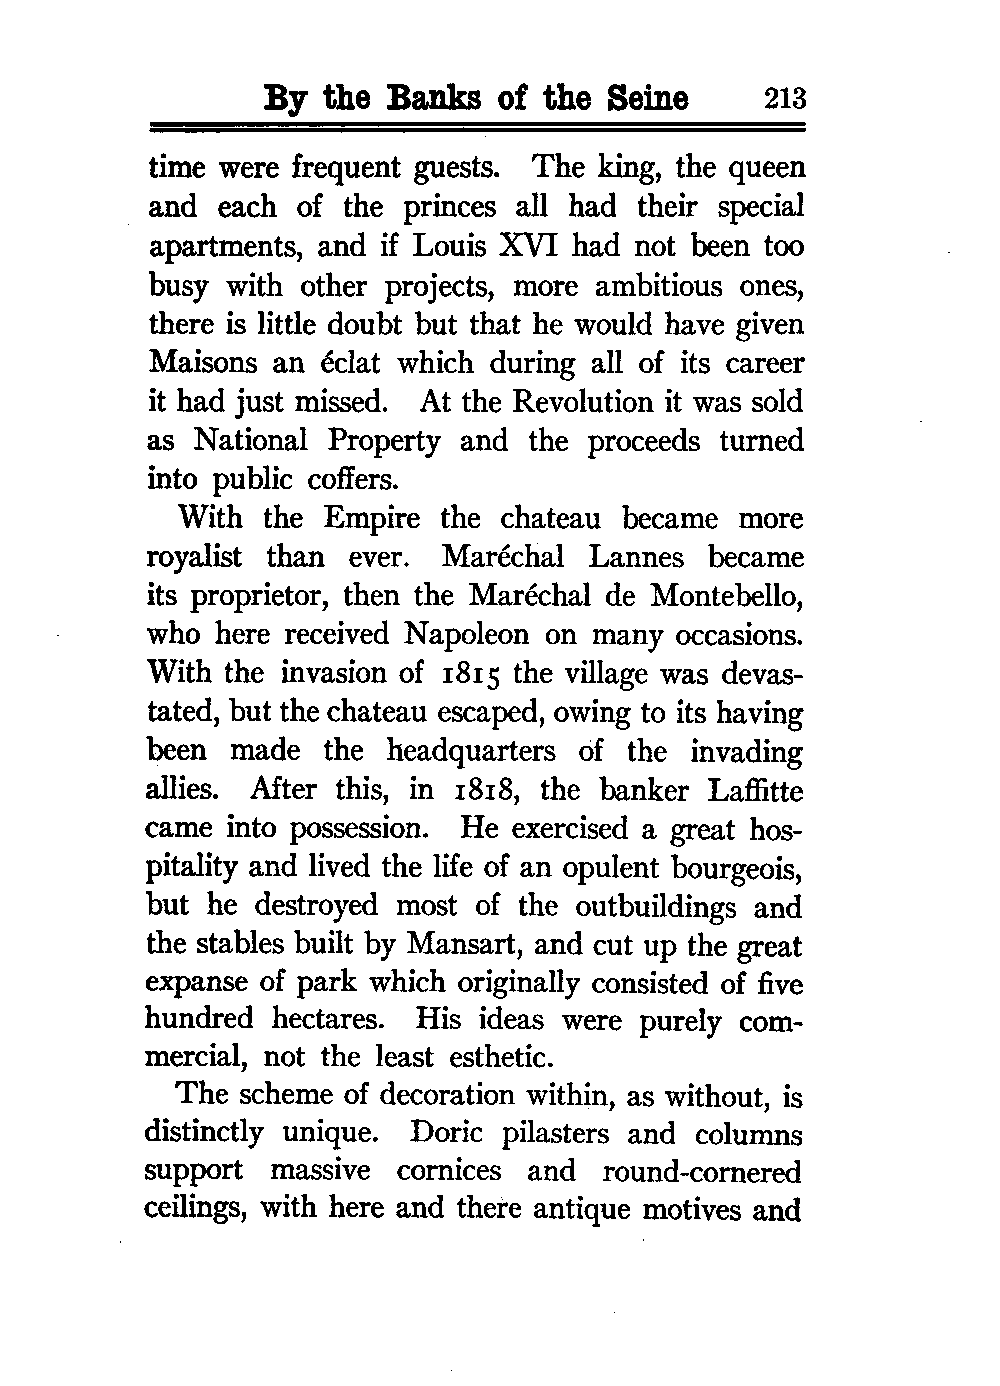 By the Banks of the Seine 213
time were frequent guests. The king, the queen
and each of the princes all had their special
apartments, and if Louis XVI had not been too
busy with other projects, more ambitious ones,
there is little doubt but that he would have given
Maisons an éclat which during all of its career
it had just missed. At the Revolution it was sold
as National Property and the proceeds turned
into public coffers.
With the Empire the chateau became more
royalist than ever. Maréchal Lannes became
its proprietor, then the Maréchal de Montebello,
who here received Napoleon on many occasions.
With the invasion of 1815 the village was devas-
tated, but the chateau escaped, owing to its having
been made the headquarters of the invading
allies. After this, in 1818, the banker Laffitte
came into possession. He exercised a great hos-
pitality and lived the life of an opulent bourgeois,
but he destroyed most of the outbuildings and
the stables built by Mansart, and cut up the great
expanse of park which originally consisted of five
hundred hectares. His ideas were purely com-
mercial, not the least esthetic.
The scheme of decoration within, as without, is
distinctly unique. Doric pilasters and columns
support massive cornices and round-cornered
ceilings, with here and there antique motives and